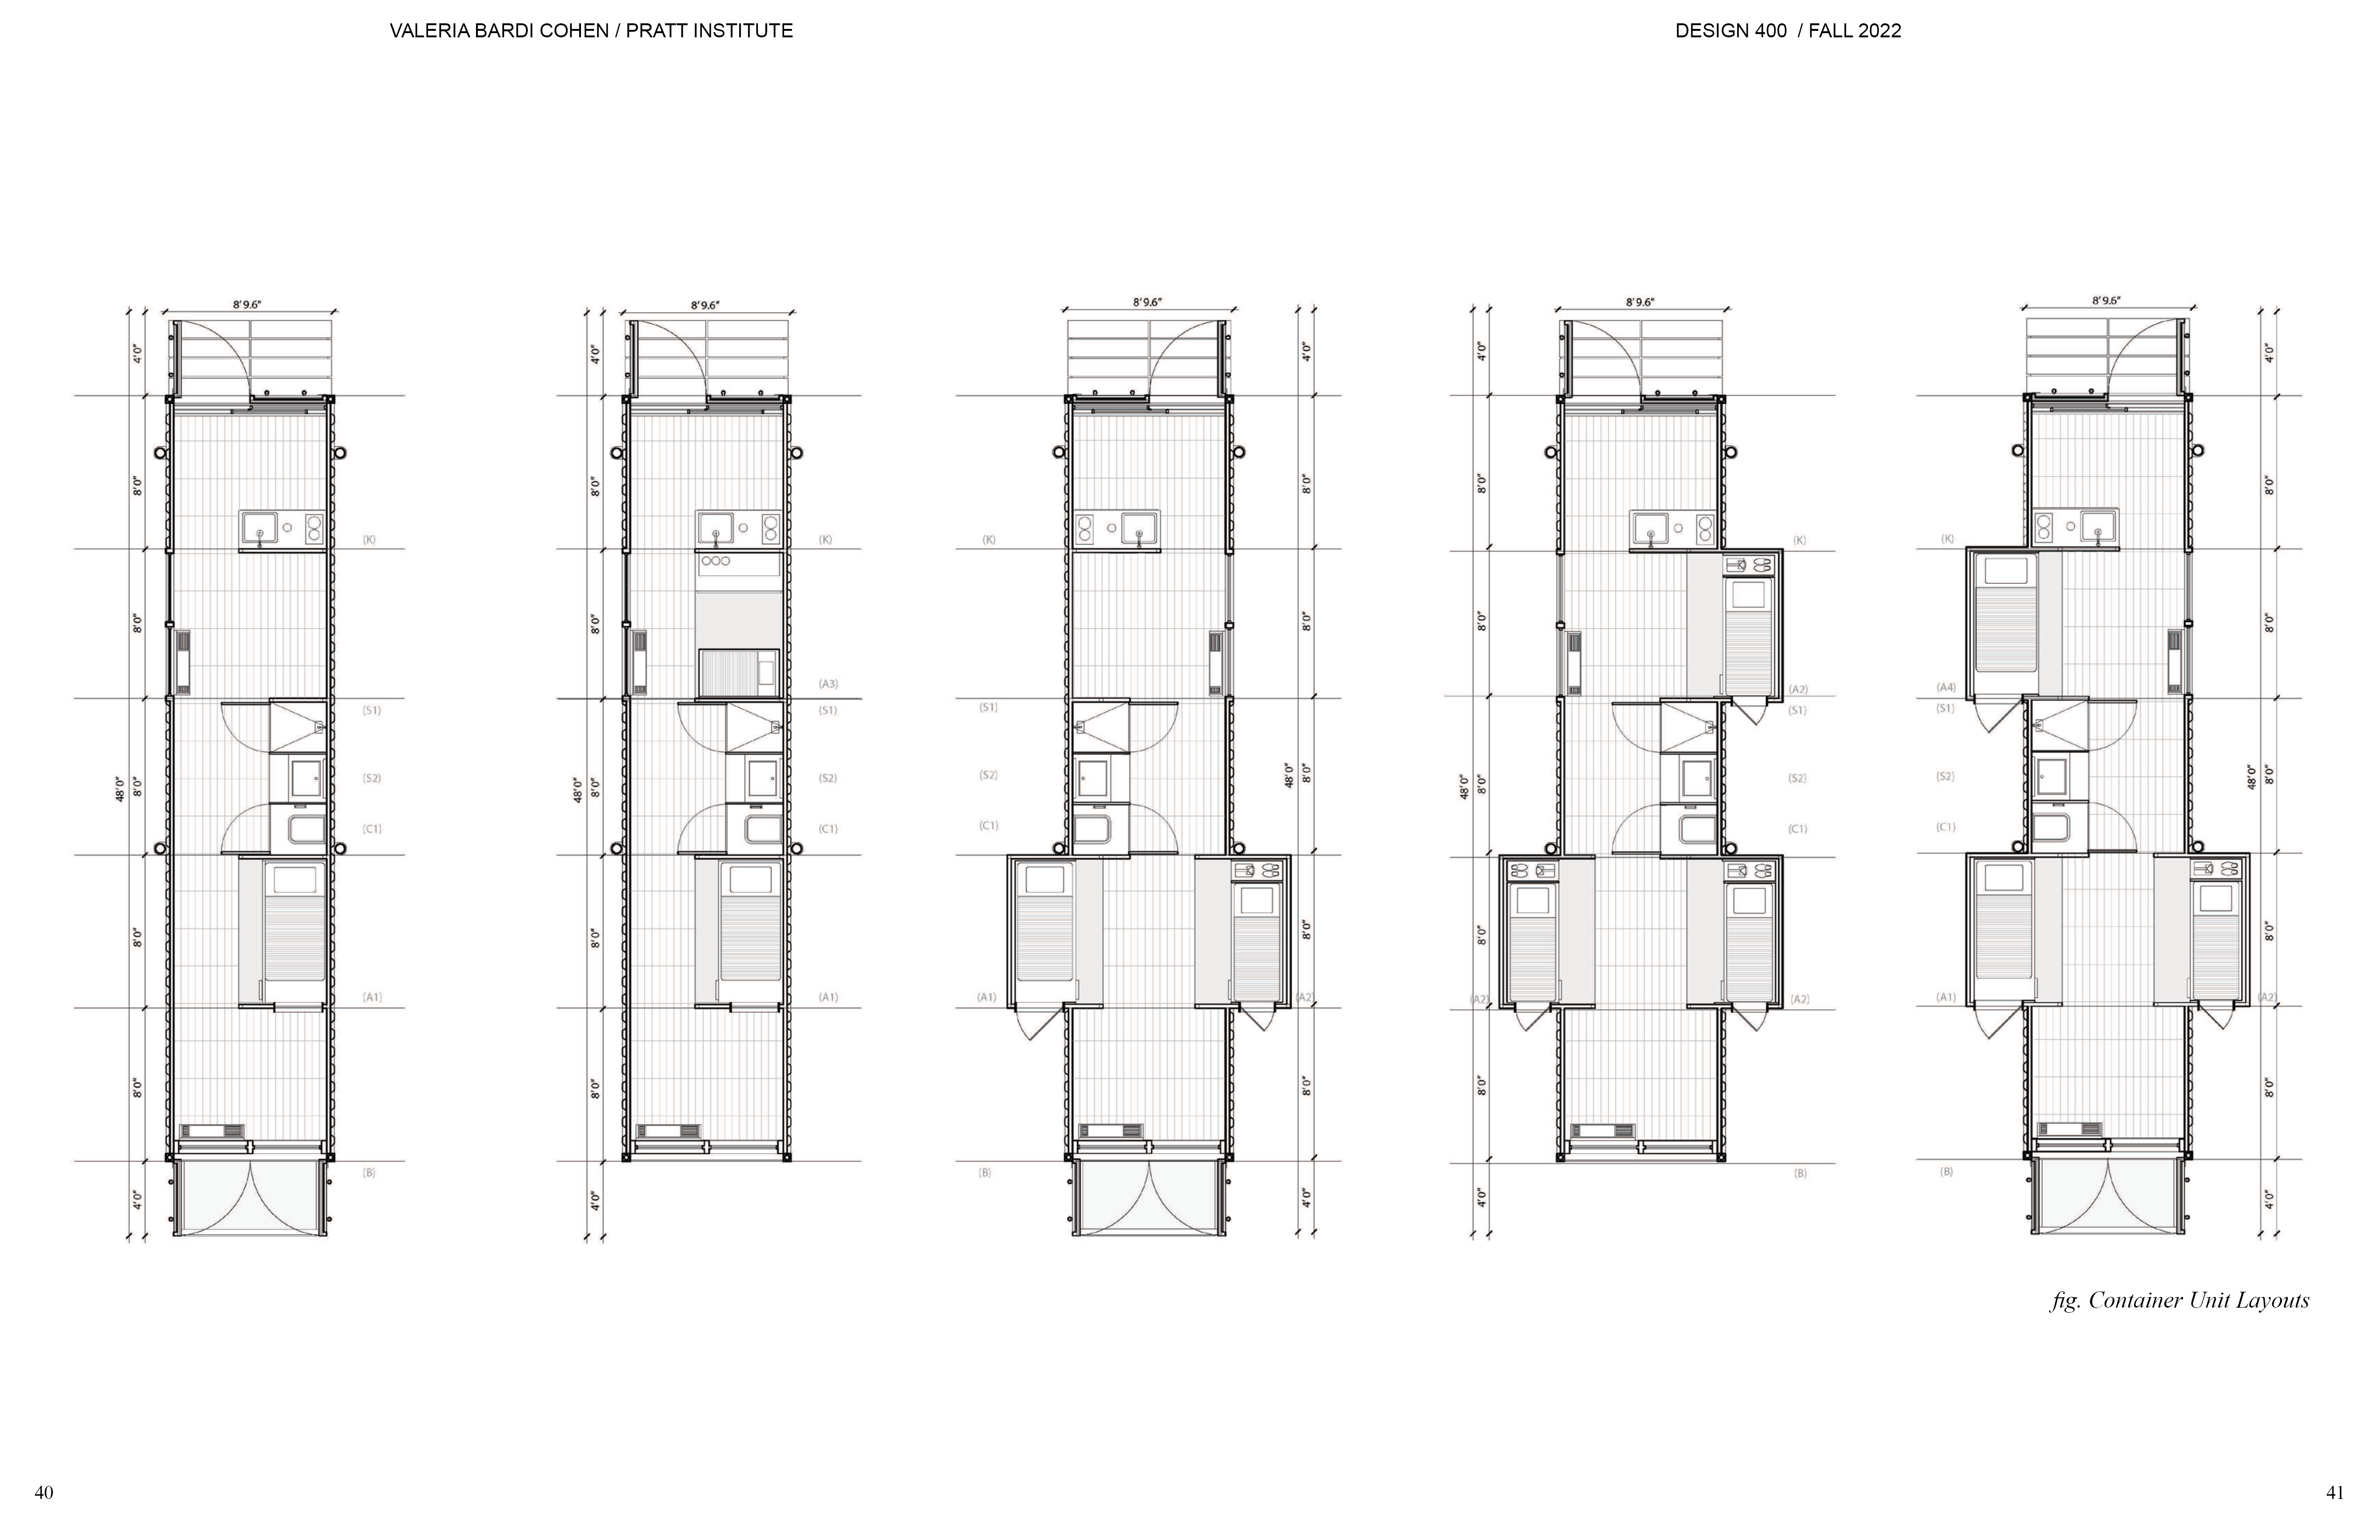 VALERIA BARDI COHEN / PRATT INSTITUTE
DESIGN 400 / FALL 2022
8'9.6"
4'0"
8'0"
8'0"
48'0"
8'0"
8'0"
8'0"
4'0"
(K)
(S1)
(S2)
(C1)
(A1)
(B)
8'9.6"
4'0"
8'0"
8'0"
48'0"
8'0"
8'0"
8'0"
4'0"
(K)
(A3)
(S1)
(S2)
(C1)
(A1)
8'9.6"
(K)
(S1)
(S2)
(C1)
(A1)
(A2)
(B)
4'0"
8'0"
8'0"
48'0"
8'0"
8'0"
8'0"
4'0"
8'9.6"
4'0"
8'0"
8'0"
48'0"
8'0"
8'0"
8'0"
4'0"
(K)
(A2)
(S1)
(S2)
(C1)
(A2)
(A2)
(B)
8'9.6"
(K)
(A4)
(S1)
(S2)
(C1)
(A1)
(A2)
(B)
4'0"
8'0"
8'0"
48'0"
8'0"
8'0"
8'0"
4'0"
fig. Container Unit Layouts
40
41